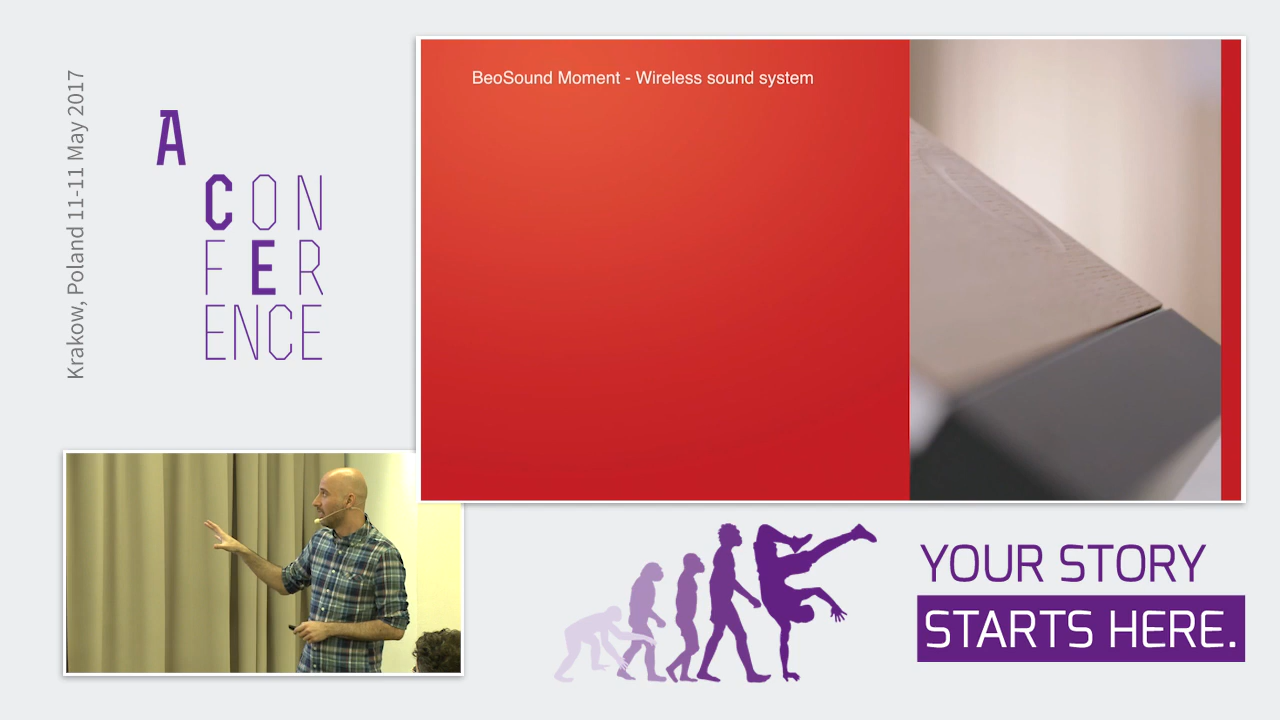 Krakow, Poland 11-11 May 2017
A
CON
FER
ENCE
BeoSound Moment - Wireless sound system
YOUR STORY
STARTS HERE.